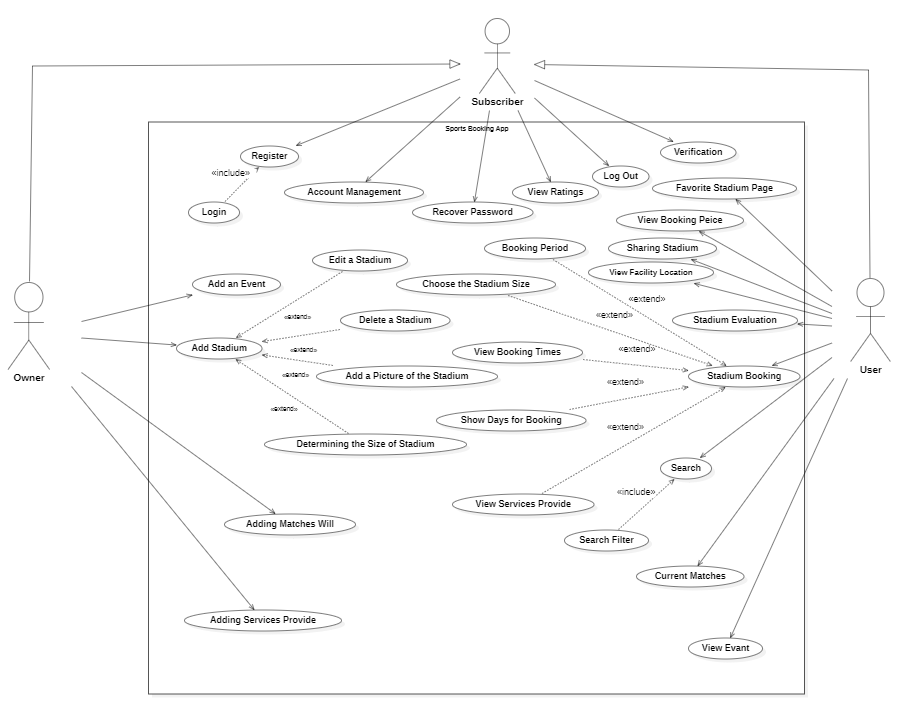 Subscriber
Sports Booking App
Register
«include»
Login
Account Management
Recover Password
View Ratings
Log Out
Verification
Favorite Stadium Page
View Booking Peice
Sharing Stadium
View Facility Location
Stadium Evaluation
Booking Period
Choose the Stadium Size
«extend»
«extend»
Edit a Stadium
Add an Event
Delete a Stadium
«extend»
Add Stadium
«extend»
Add a Picture of the Stadium
«extend»
«extend»
Determining the Size of Stadium
View Booking Times
«extend»
Stadium Booking
«extend»
Show Days for Booking
«extend»
Owner
User
Search
«include»
View Services Provide
Search Filter
Adding Matches Will
Current Matches
Adding Services Provide
View Evant